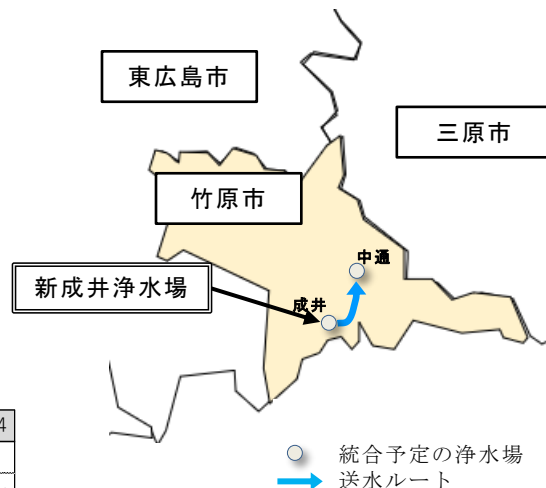 東広島市
三原市
竹原市
中通
新成井浄水場
成井
4
統合予定の浄水場
送水ルート